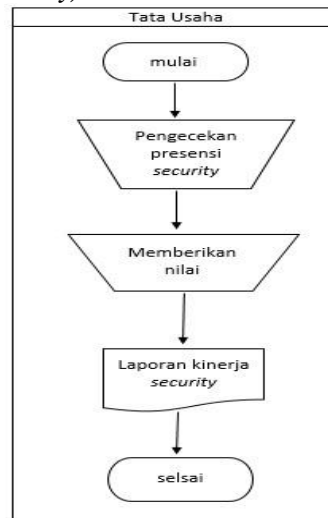 Tata Usaha
mulai
Pengecekan
presensi
security
Memberikan
nilai
Laporan kinerja
security
selsai